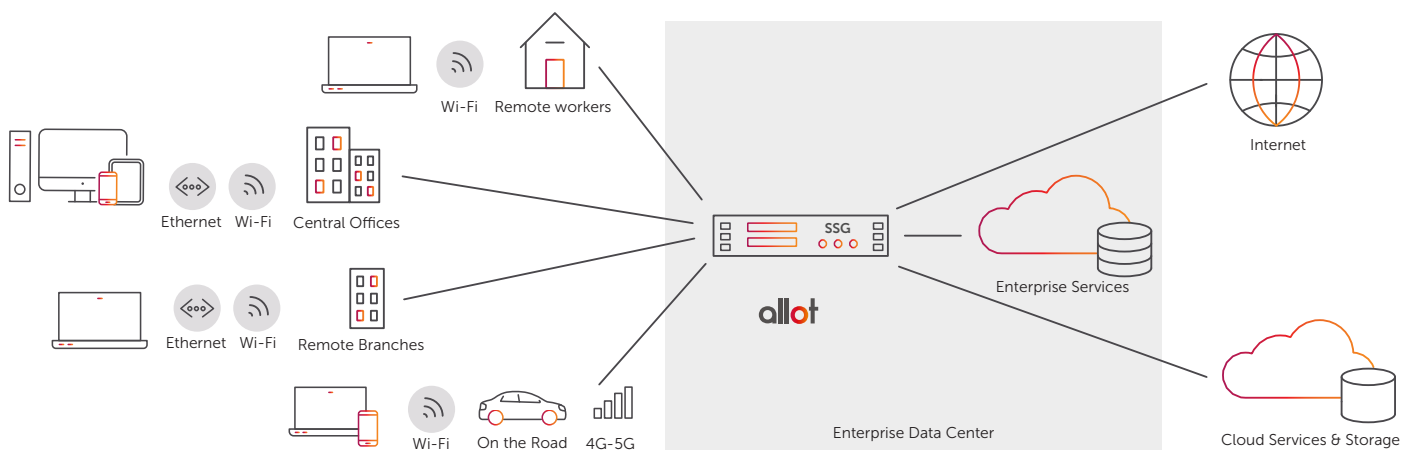 Wi-Fi
Remote workers
Internet
Ethernet
Wi-Fi
Central Offices
SSG
Enterprise Services
allot
Ethernet
Wi-Fi
Remote Branches
Wi-Fi
On the Road
4G-5G
Enterprise Data Center
Cloud Services & Storage